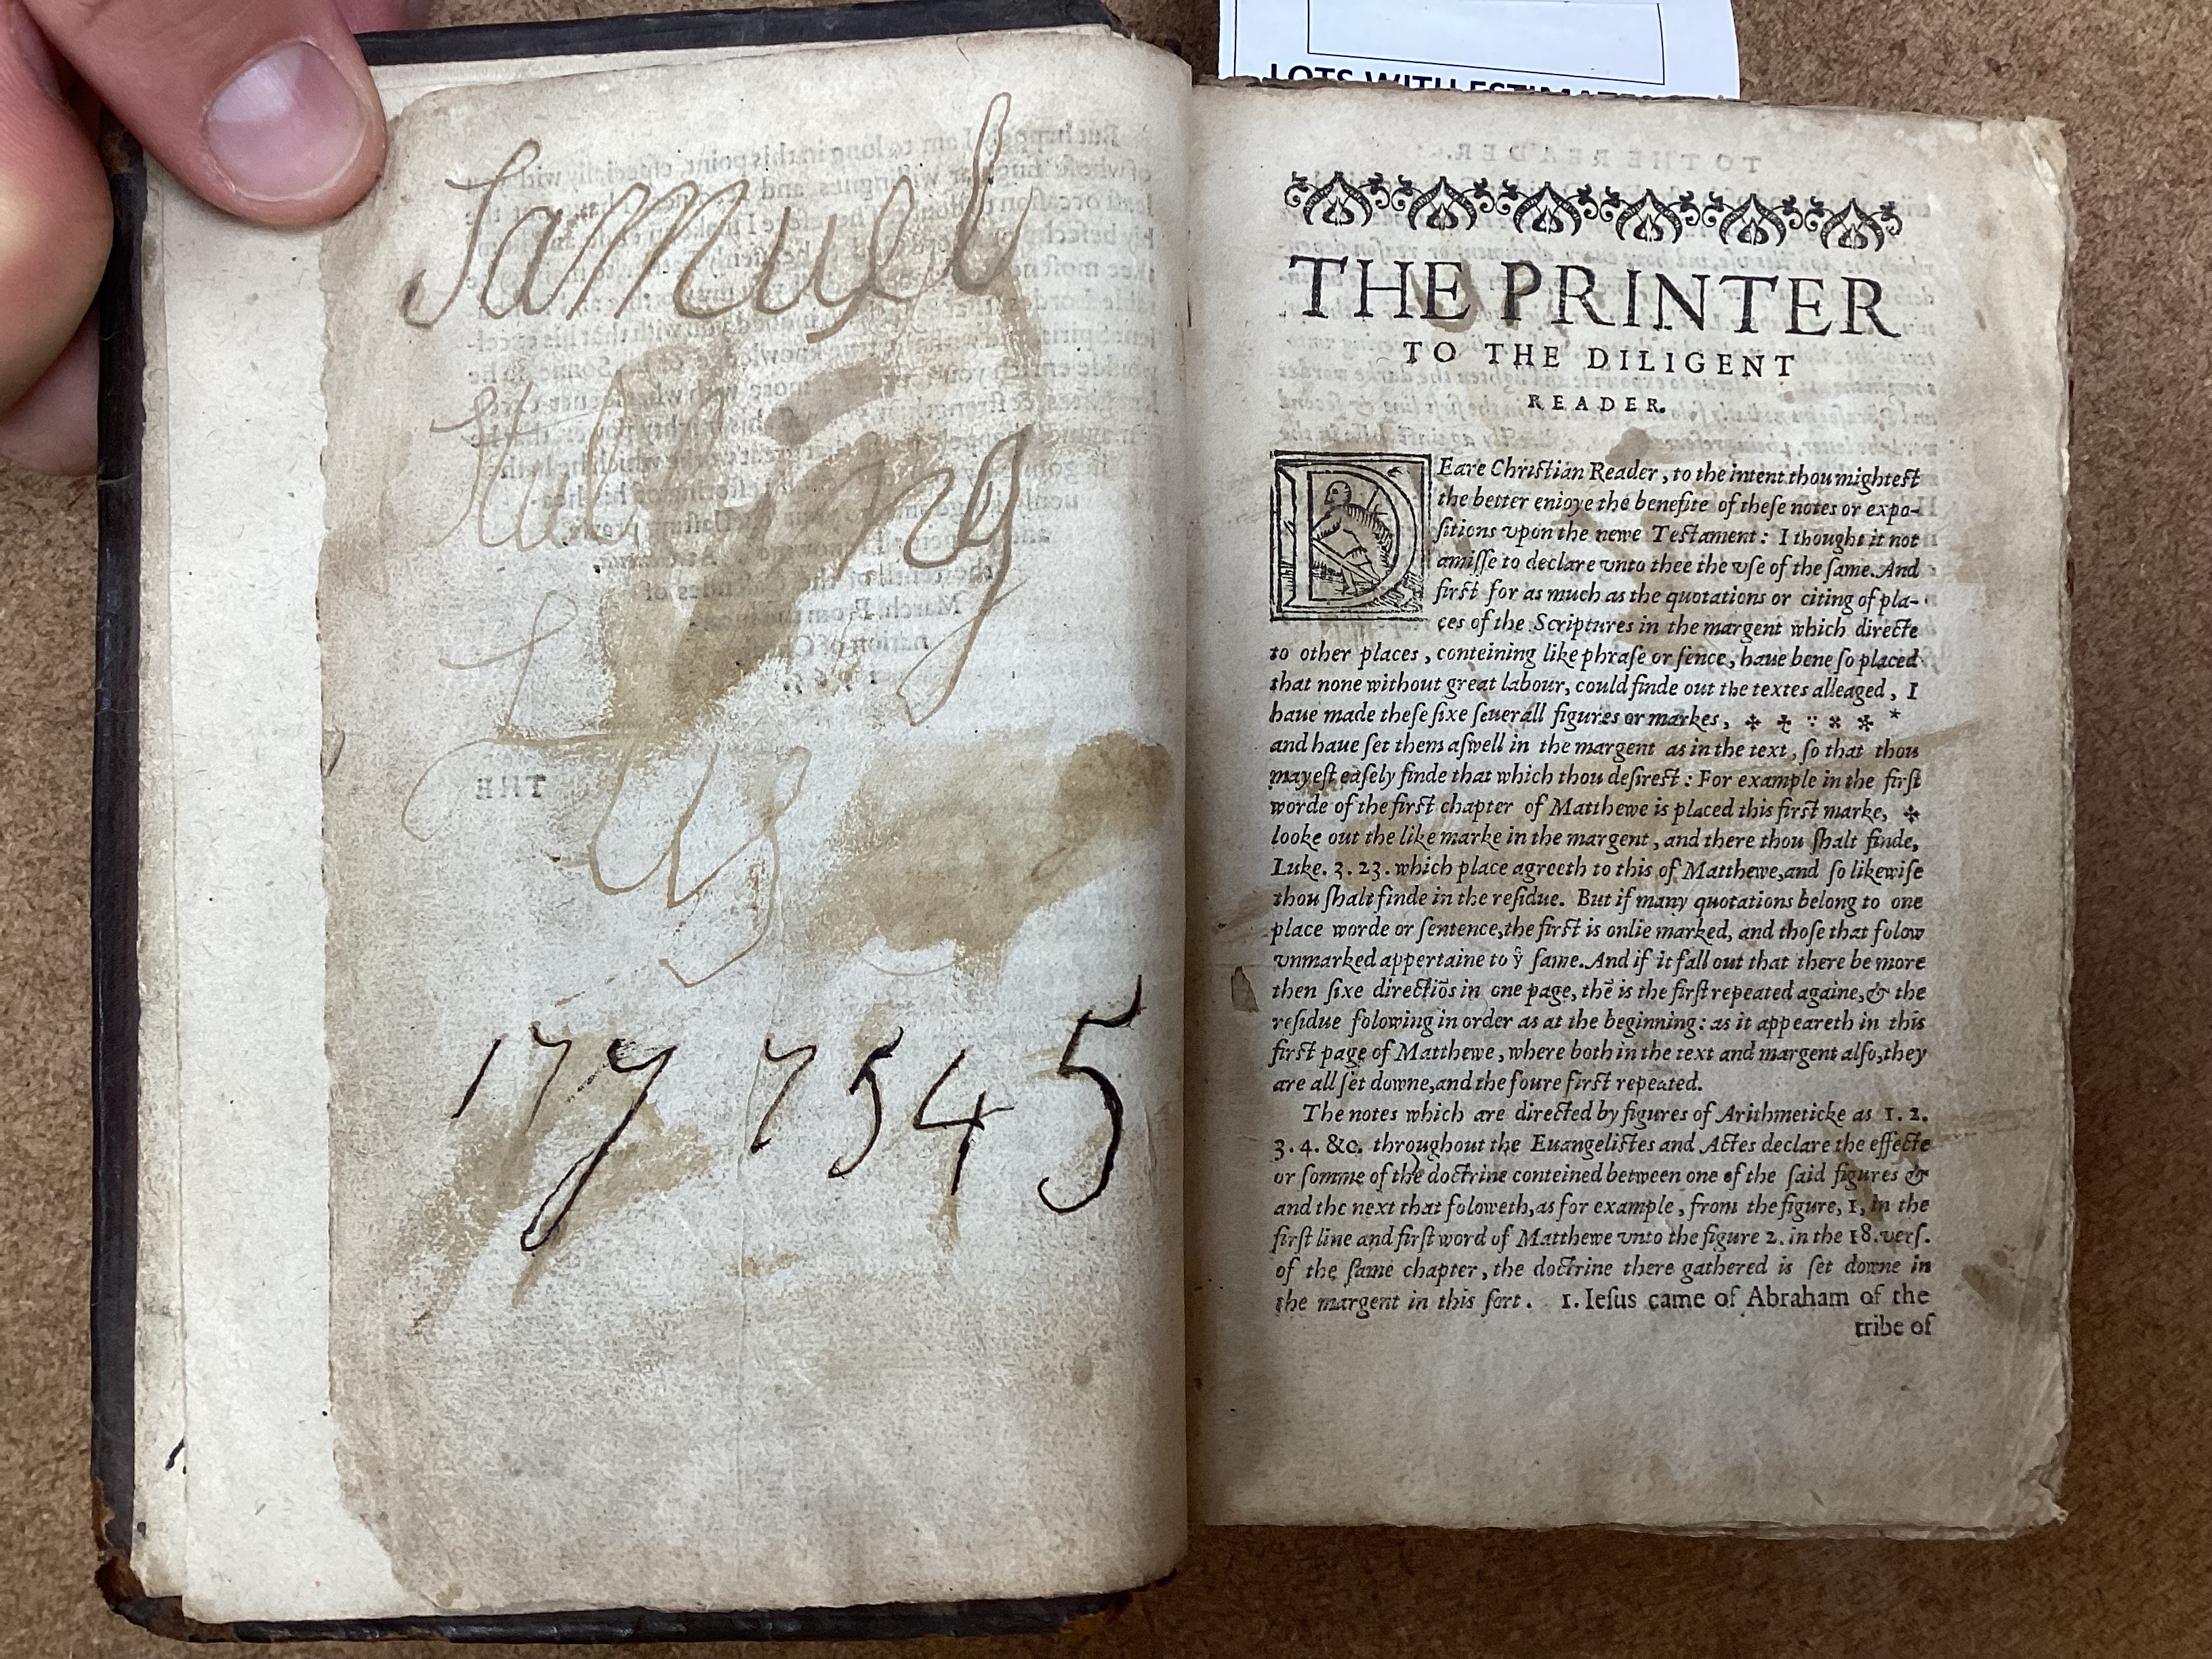 Samuel
his
177 7545
LOTS WITH ESTIMATE
THE PRINTER
TO THE DILIGENT
READER.
DEare Chriſtian Reader, to the intent thou mighteſt
the better enioye the benefite of theſe notes or expo-
ſitions vpon the newe Teſtament: I thought it not
amiſſe to declare vnto thee the vſe of the ſame. And
firſt for as much as the quotations or citing of pla-
ces of the Scriptures in the margent which directe
to other places, conteining like phraſe or ſence, haue bene ſo placed
that none without great labour, could finde out the textes alleaged, I
haue made theſe ſixe ſeuerall figures or markes, ✣ ✣ ∵ ⁘ ✲ *
and haue ſet them aſwell in the margent as in the text, ſo that thou
mayeſt eaſely finde that which thou deſireſt: For example in the firſt
worde of the firſt chapter of Matthewe is placed this firſt marke, ✣
looke out the like marke in the margent, and there thou ſhalt finde,
Luke. 3. 23. which place agreeth to this of Matthewe, and ſo likewiſe
thou ſhalt finde in the reſidue. But if many quotations belong to one
place worde or ſentence, the firſt is onlie marked, and thoſe that folow
vnmarked appertaine to ẏ ſame. And if it fall out that there be more
then ſixe directiōs in one page, thē is the firſt repeated againe, & the
reſidue folowing in order as at the beginning: as it appeareth in this
firſt page of Matthewe, where both in the text and margent alſo, they
are all ſet downe, and the foure firſt repeated.
The notes which are directed by figures of Arithmeticke as 1. 2.
3. 4. &c. throughout the Euangeliſtes and Actes declare the effecte
or ſomme of the doctrine conteined between one of the ſaid figures &
and the next that foloweth, as for example, from the figure, 1, in the
firſt line and firſt word of Matthewe vnto the figure 2. in the 18. verſ.
of the ſame chapter, the doctrine there gathered is ſet downe in
the margent in this ſort. 1. Ieſus came of Abraham of the
tribe of